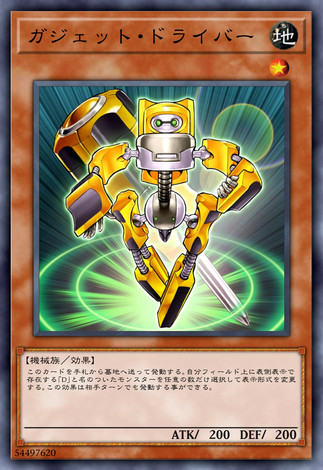 ガジェット・ドライバー
地
【機械族／効果】
このカードを手札から墓地へ送って発動する。自分フィールド上に表側表示で
存在する「D」と名のついたモンスターを任意の数だけ選択して表示形式を変更
する。この効果は相手ターンでも発動する事ができる。
ATK/ 200 DEF/ 200
54497620